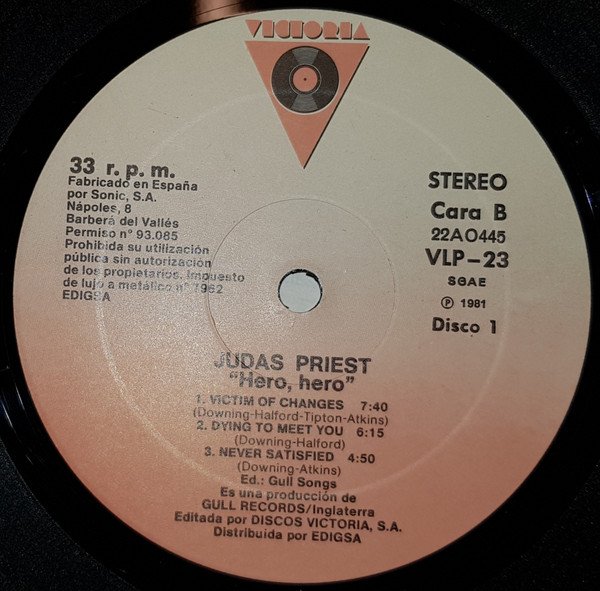 VICTORIA
33 r. p. m.
Fabricado en España
por Sonic, S.A.
Nápoles, 8
Barberá del Vallés
Permiso nº 93.085
Prohibida su utilización
pública sin autorización
de los propietarios. Impuesto
de lujo a metálico nº 7962
EDIGSA
STEREO
Cara B
22AO445
VLP-23
SGAE
Ⓟ 1981
Disco 1
JUDAS PRIEST
"Hero, hero"
1. VICTIM OF CHANGES 7:40
(Downing-Halford-Tipton-Atkins)
2. DYING TO MEET YOU 6:15
(Downing-Halford)
3. NEVER SATISFIED 4:50
(Downing-Atkins)
Ed.: Gull Songs
Es una producción de
GULL RECORDS/Inglaterra
Editada por DISCOS VICTORIA, S.A.
Distribuida por EDIGSA